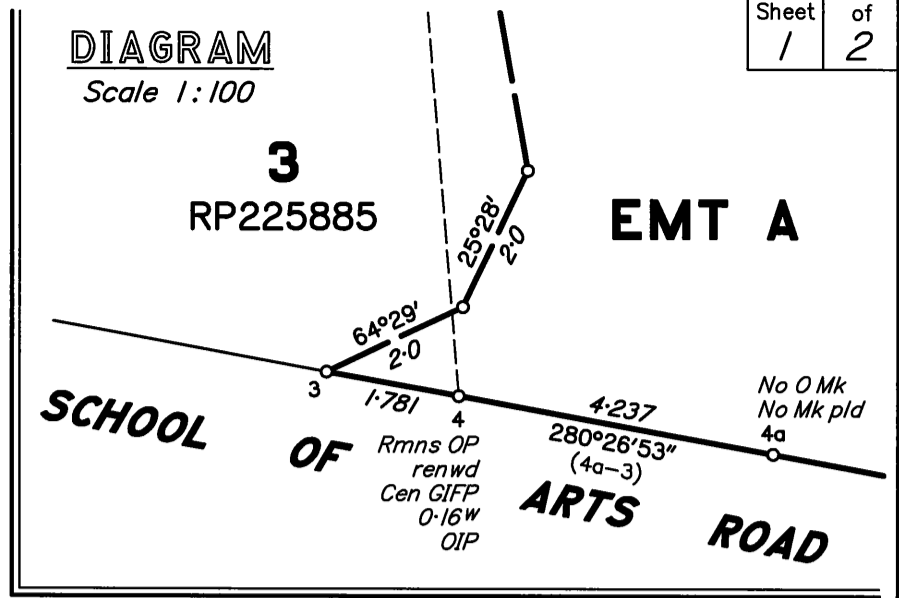 Sheet of
1 2
DIAGRAM
Scale 1:100
3
RP225885
EMT A
25°28'
2·0
64°29'
2·0
3
1·781
4
4·237
280°26'53"
(4a–3)
No O Mk
No Mk pld
4a
Rmns OP
renwd
Cen GIFP
0·16W
OIP
SCHOOL OF ARTS ROAD